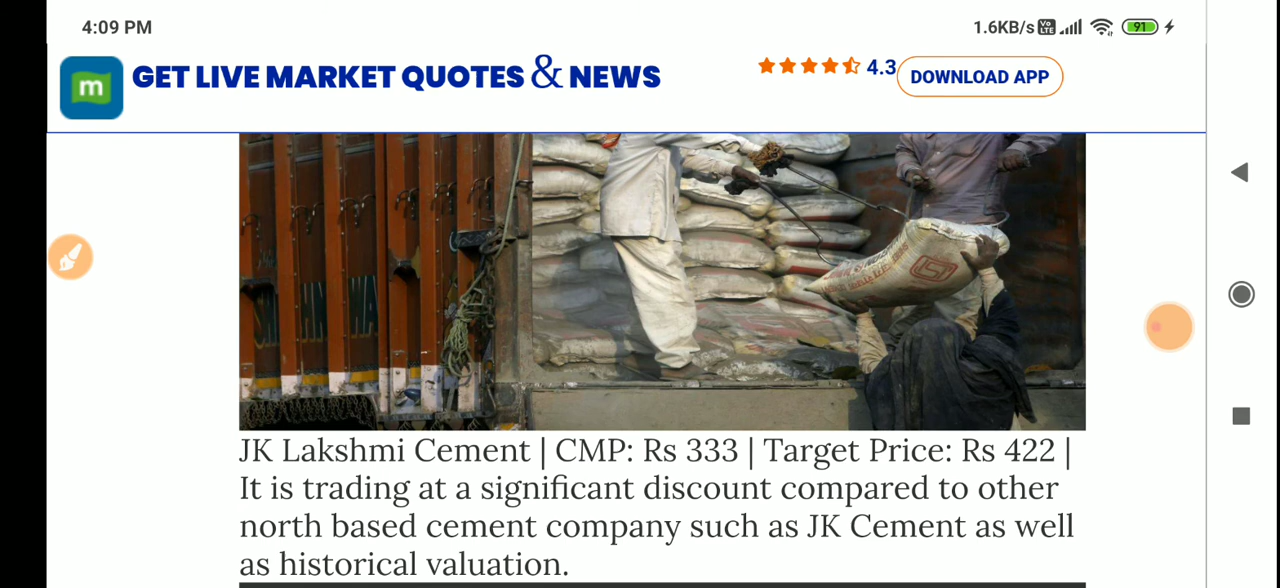 4:09 PM
1.6KB/s Vo LTE 91
m
GET LIVE MARKET QUOTES & NEWS
4.3
DOWNLOAD APP
JK Lakshmi Cement | CMP: Rs 333 | Target Price: Rs 422 |
It is trading at a significant discount compared to other
north based cement company such as JK Cement as well
as historical valuation.